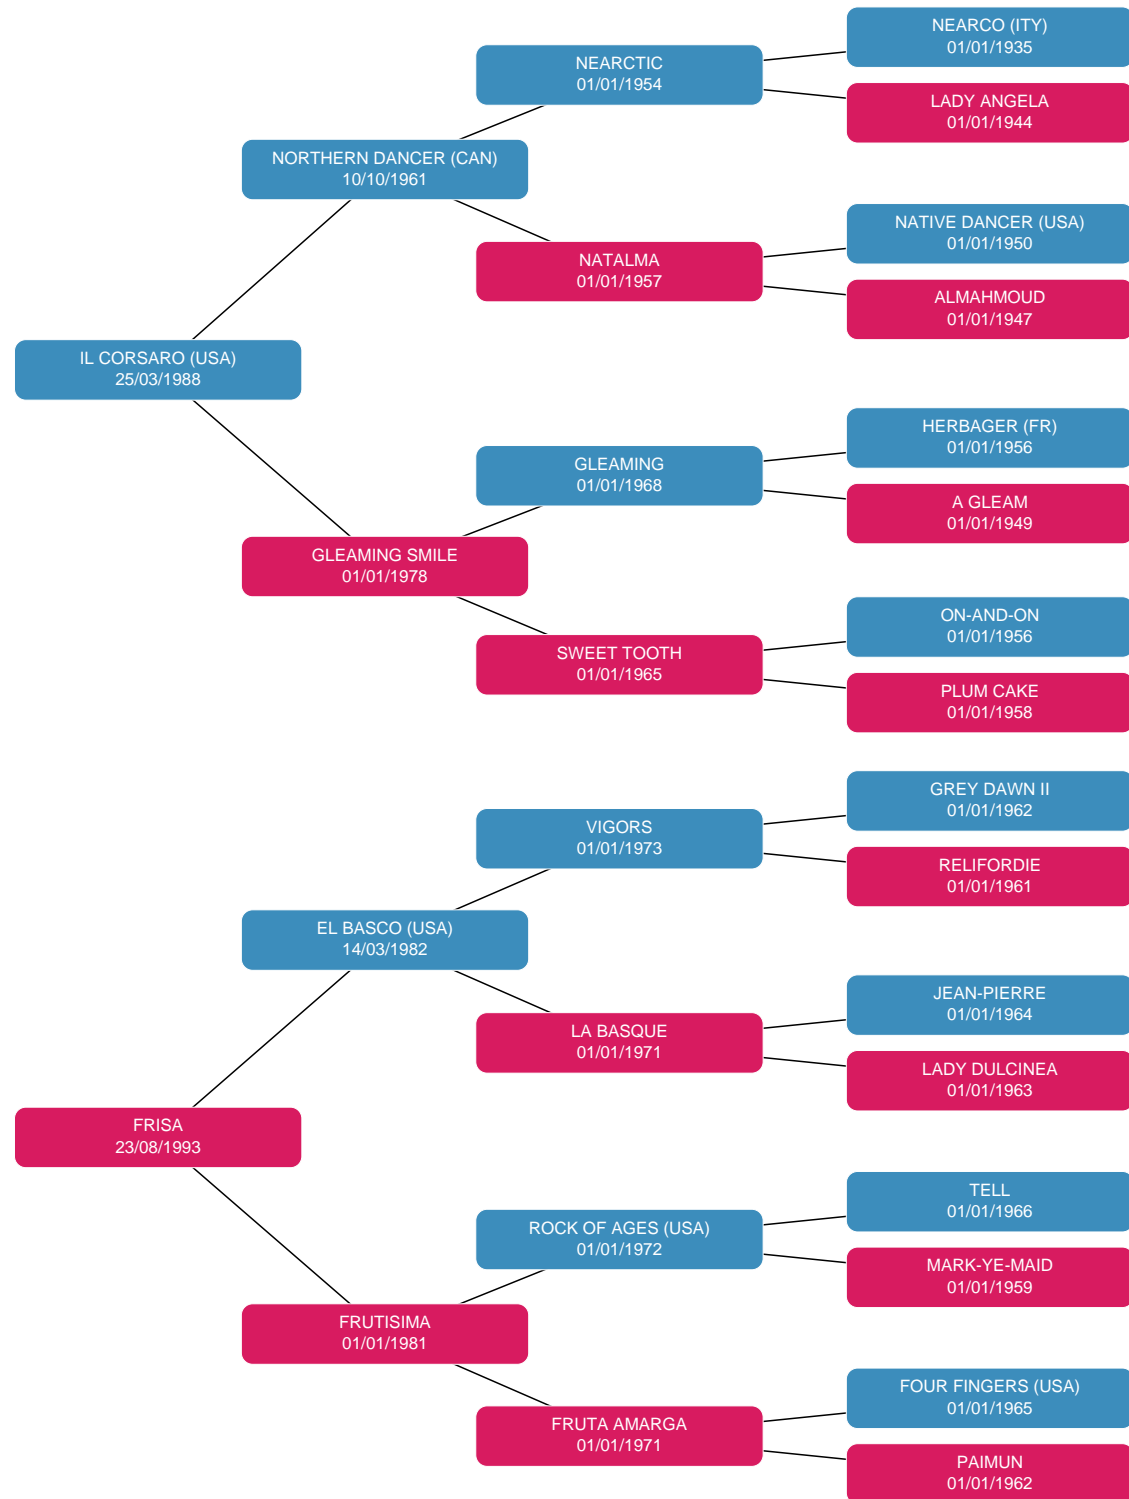 NEARCO (ITY)
01/01/1935
NEARCTIC
01/01/1954
LADY ANGELA
01/01/1944
NORTHERN DANCER (CAN)
10/10/1961
NATIVE DANCER (USA)
01/01/1950
NATALMA
01/01/1957
ALMAHMOUD
01/01/1947
IL CORSARO (USA)
25/03/1988
HERBAGER (FR)
01/01/1956
GLEAMING
01/01/1968
A GLEAM
01/01/1949
GLEAMING SMILE
01/01/1978
ON-AND-ON
01/01/1956
SWEET TOOTH
01/01/1965
PLUM CAKE
01/01/1958
GREY DAWN II
01/01/1962
VIGORS
01/01/1973
RELIFORDIE
01/01/1961
EL BASCO (USA)
14/03/1982
JEAN-PIERRE
01/01/1964
LA BASQUE
01/01/1971
LADY DULCINEA
01/01/1963
FRISA
23/08/1993
TELL
01/01/1966
ROCK OF AGES (USA)
01/01/1972
MARK-YE-MAID
01/01/1959
FRUTISIMA
01/01/1981
FOUR FINGERS (USA)
01/01/1965
FRUTA AMARGA
01/01/1971
PAIMUN
01/01/1962